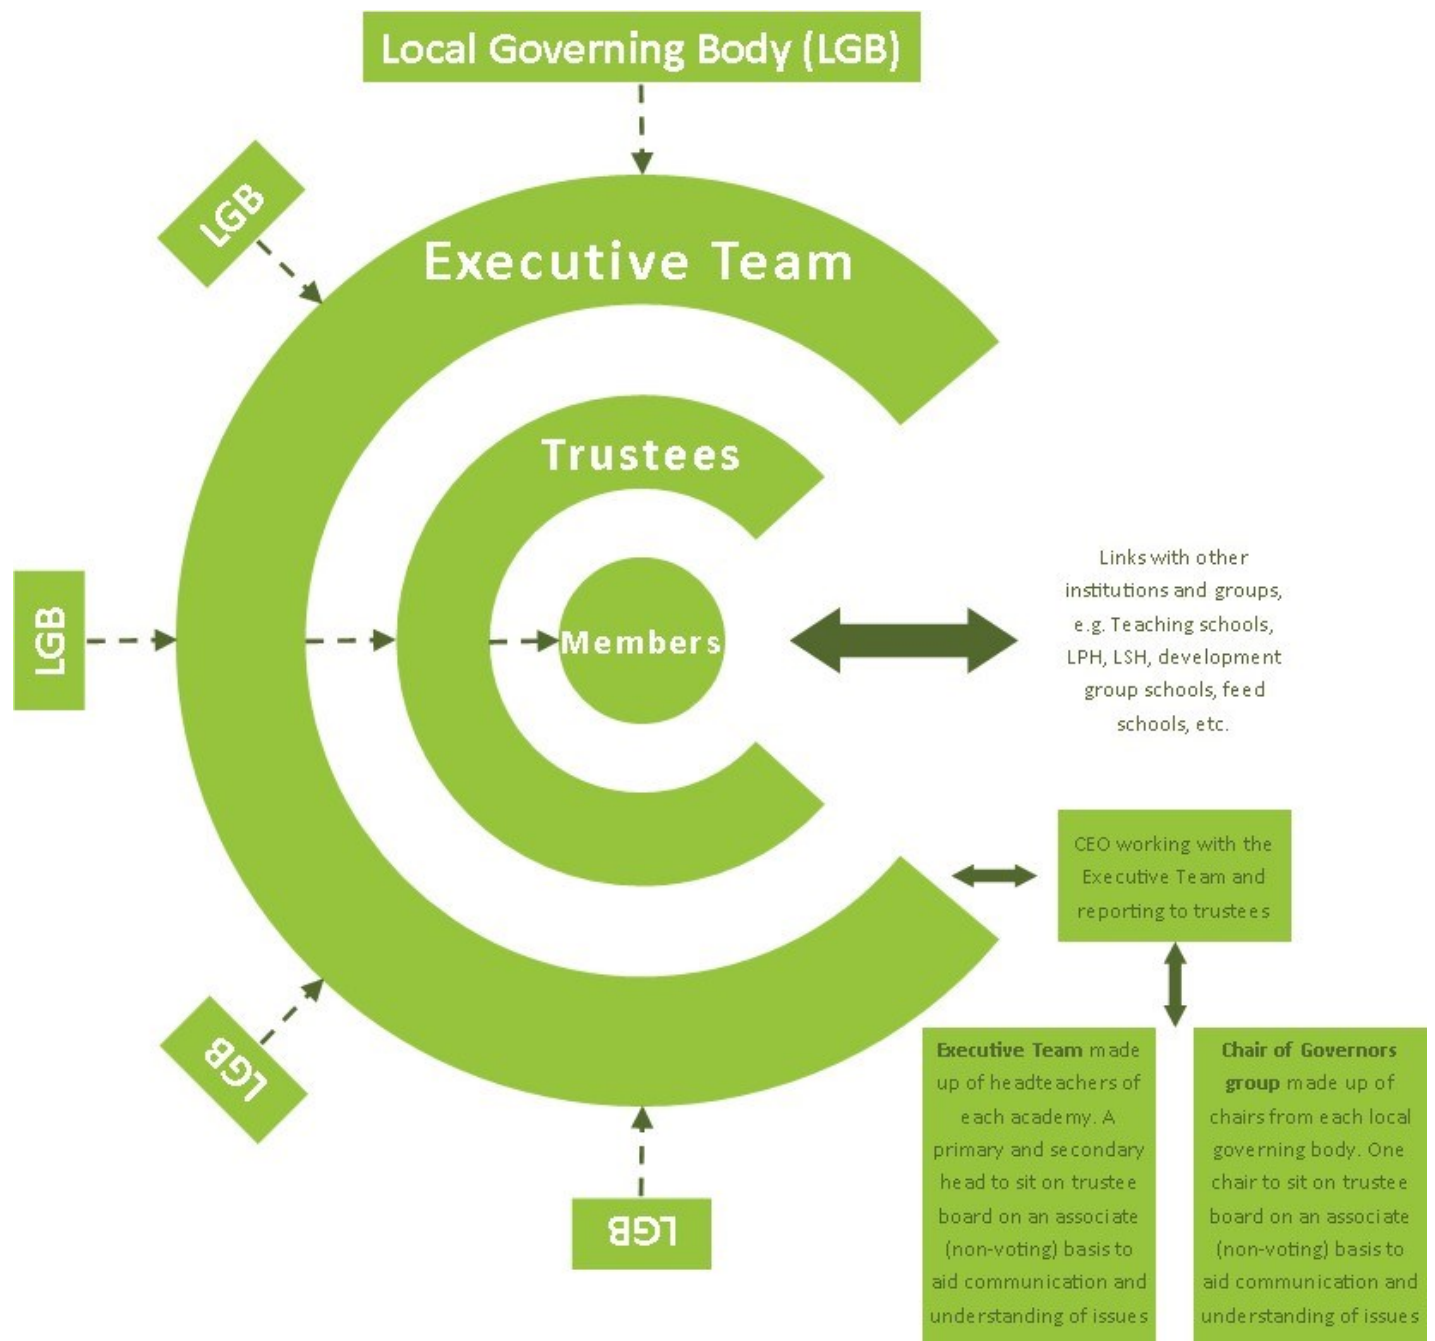 Local Governing Body (LGB)
LGB
Executive Team
Trustees
LGB
Members
Links with other
institutions and groups,
e.g. Teaching schools,
LPH, LSH, development
group schools, feed
schools, etc.
CEO working with the
Executive Team and
reporting to trustees
LGB
LGB
Executive Team made
up of headteachers of
each academy. A
primary and secondary
head to sit on trustee
board on an associate
(non-voting) basis to
aid communication and
understanding of issues
Chair of Governors
group made up of
chairs from each local
governing body. One
chair to sit on trustee
board on an associate
(non-voting) basis to
aid communication and
understanding of issues